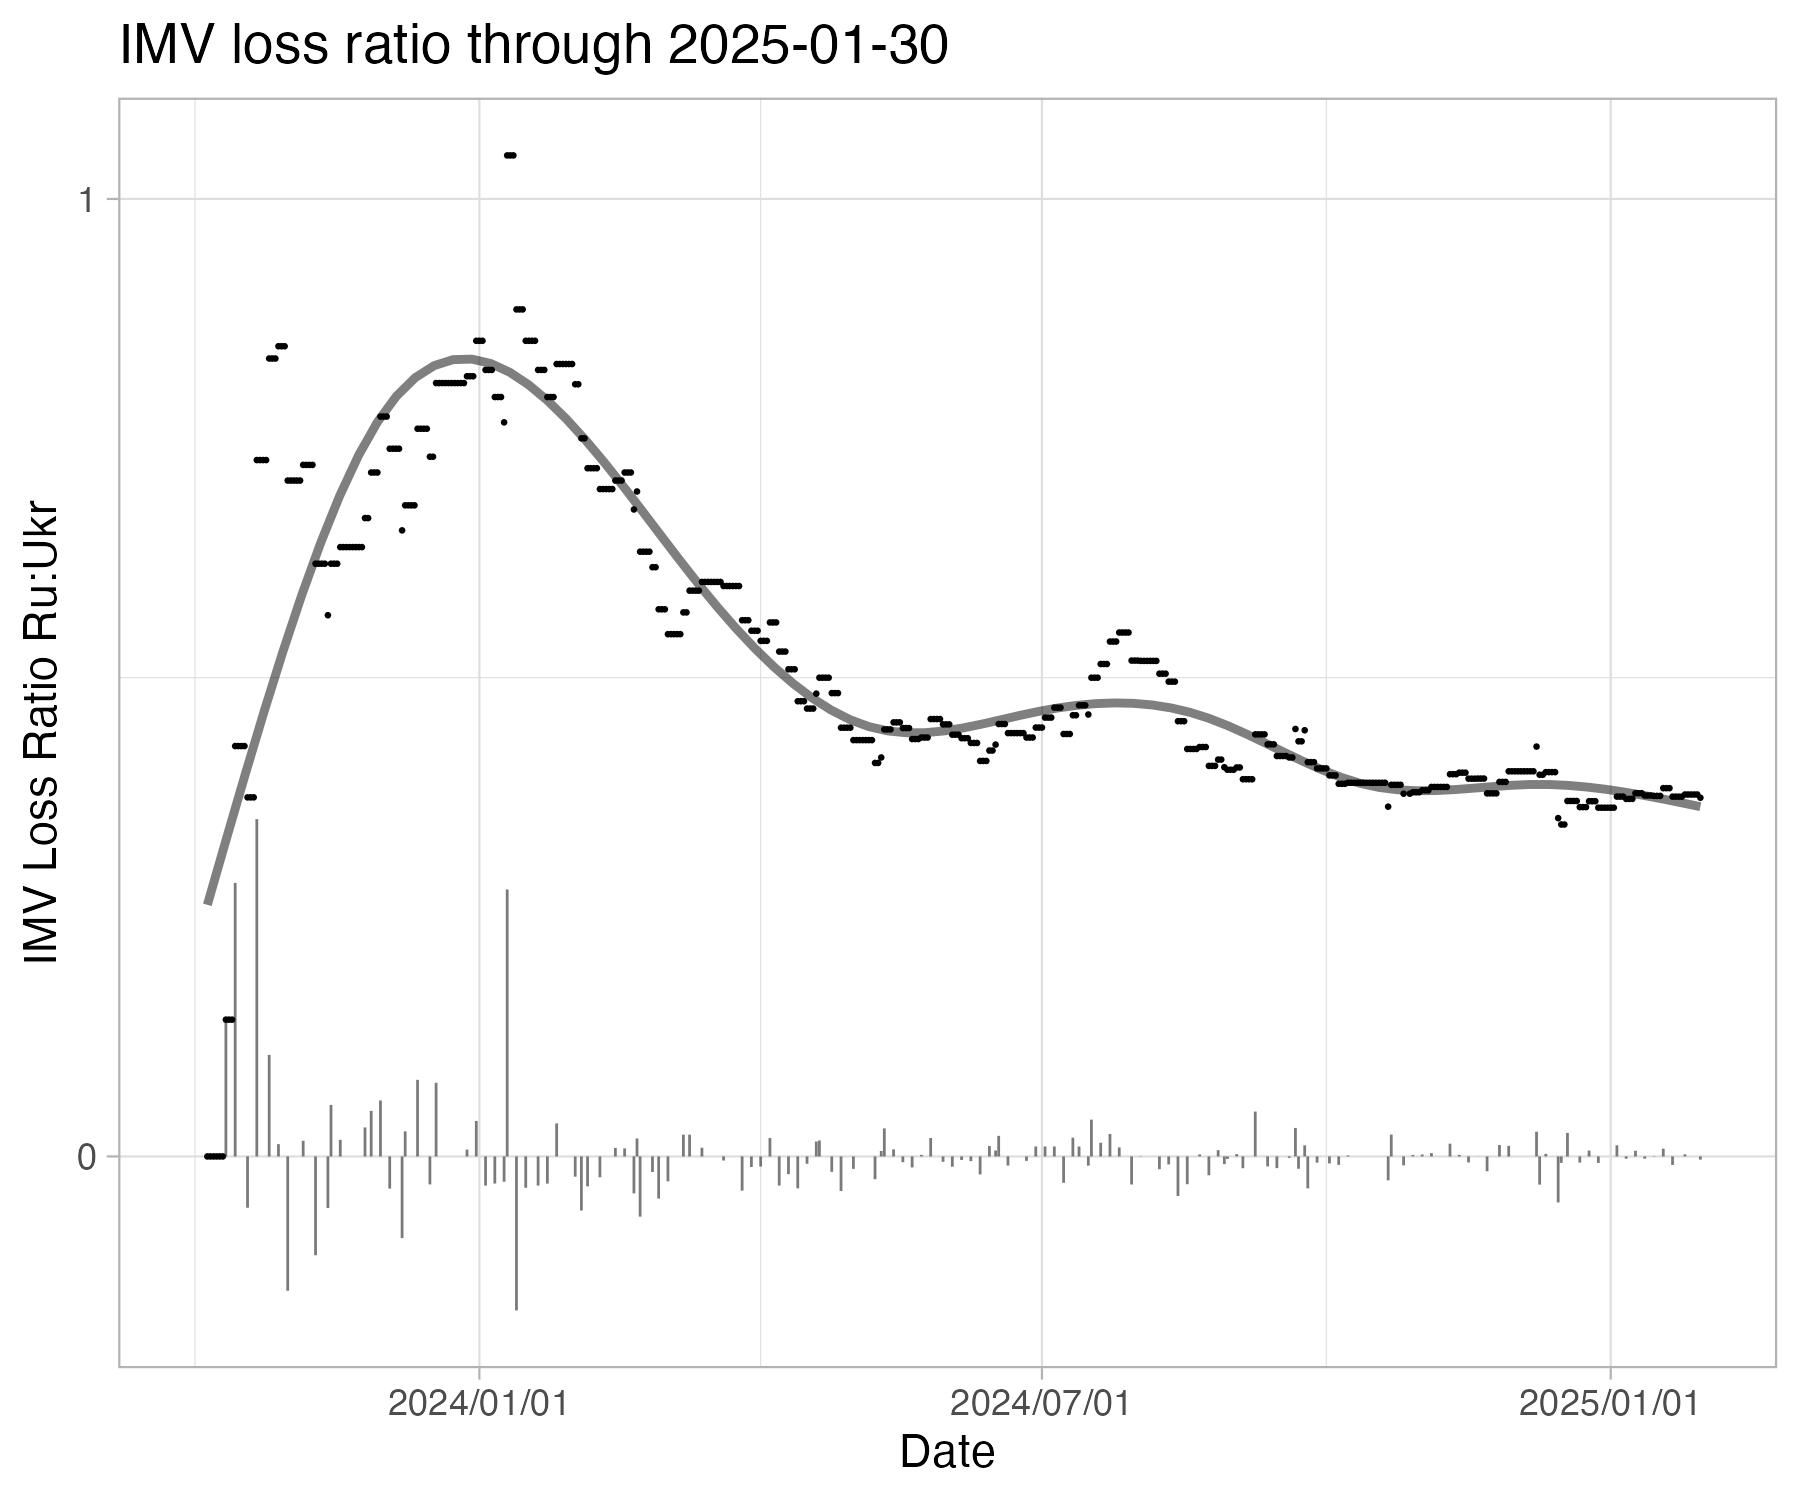 IMV loss ratio through 2025-01-30
IMV Loss Ratio Ru:Ukr
1
0
2024/01/01
2024/07/01
2025/01/01
Date